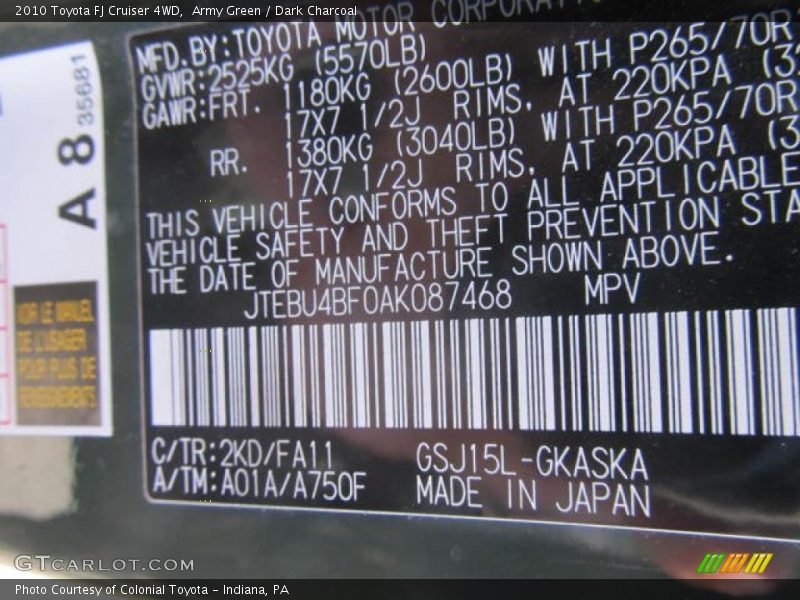 2010 Toyota FJ Cruiser 4WD, Army Green / Dark Charcoal
MFD.BY:TOYOTA MOTOR CORPORATION
GVWR:2525KG (5570LB)
GAWR:FRT. 1180KG (2600LB) WITH P265/70R
17X7 1/2J RIMS, AT 220KPA (32
RR. 1380KG (3040LB) WITH P265/70R
17X7 1/2J RIMS, AT 220KPA (3
THIS VEHICLE CONFORMS TO ALL APPLICABLE
VEHICLE SAFETY AND THEFT PREVENTION STA
THE DATE OF MANUFACTURE SHOWN ABOVE.
JTEBU4BF0AK087468 MPV
C/TR:2KD/FA11 GSJ15L-GKASKA
A/TM:A01A/A750F MADE IN JAPAN
A 8 35681
VOIR LE MANUEL
DE L'USAGER
POUR PLUS DE
RENSEIGNEMENTS
GTCARLOT.COM
Photo Courtesy of Colonial Toyota - Indiana, PA